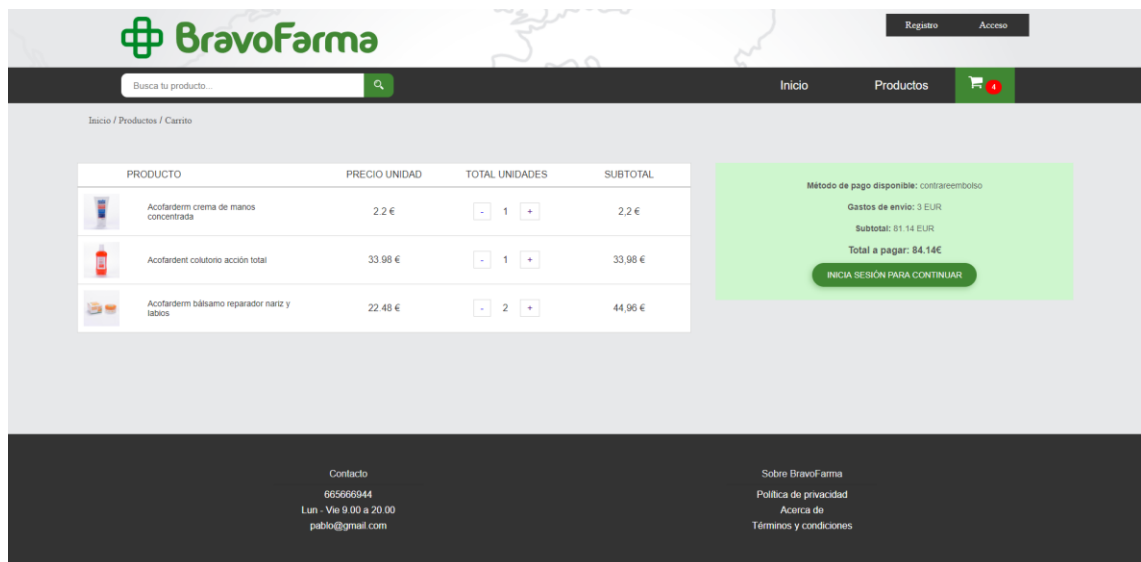 BravoFarma
Registro Acceso
Busca tu producto...
Inicio Productos 4
Inicio / Productos / Carrito
PRODUCTO PRECIO UNIDAD TOTAL UNIDADES SUBTOTAL
Acofarderm crema de manos
concentrada
2.2 € - 1 + 2,2 €
Acofardent colutorio acción total 33.98 € - 1 + 33,98 €
Acofarderm bálsamo reparador nariz y
labios
22.48 € - 2 + 44,96 €
Método de pago disponible: contrareembolso
Gastos de envío: 3 EUR
Subtotal: 81.14 EUR
Total a pagar: 84.14€
INICIA SESIÓN PARA CONTINUAR
Contacto
665666944
Lun - Vie 9.00 a 20.00
pablo@gmail.com
Sobre BravoFarma
Política de privacidad
Acerca de
Términos y condiciones